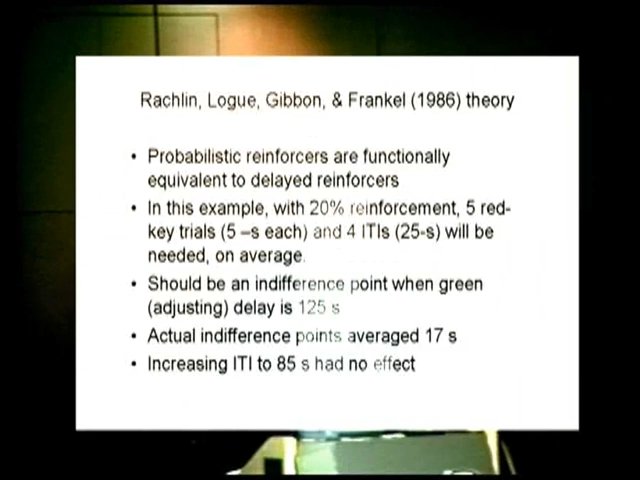 Rachlin, Logue, Gibbon, & Frankel (1986) theory
• Probabilistic reinforcers are functionally
equivalent to delayed reinforcers
• In this example, with 20% reinforcement, 5 red-
key trials (5 –s each) and 4 ITIs (25-s) will be
needed, on average.
• Should be an indifference point when green
(adjusting) delay is 125 s
• Actual indifference points averaged 17 s
• Increasing ITI to 85 s had no effect